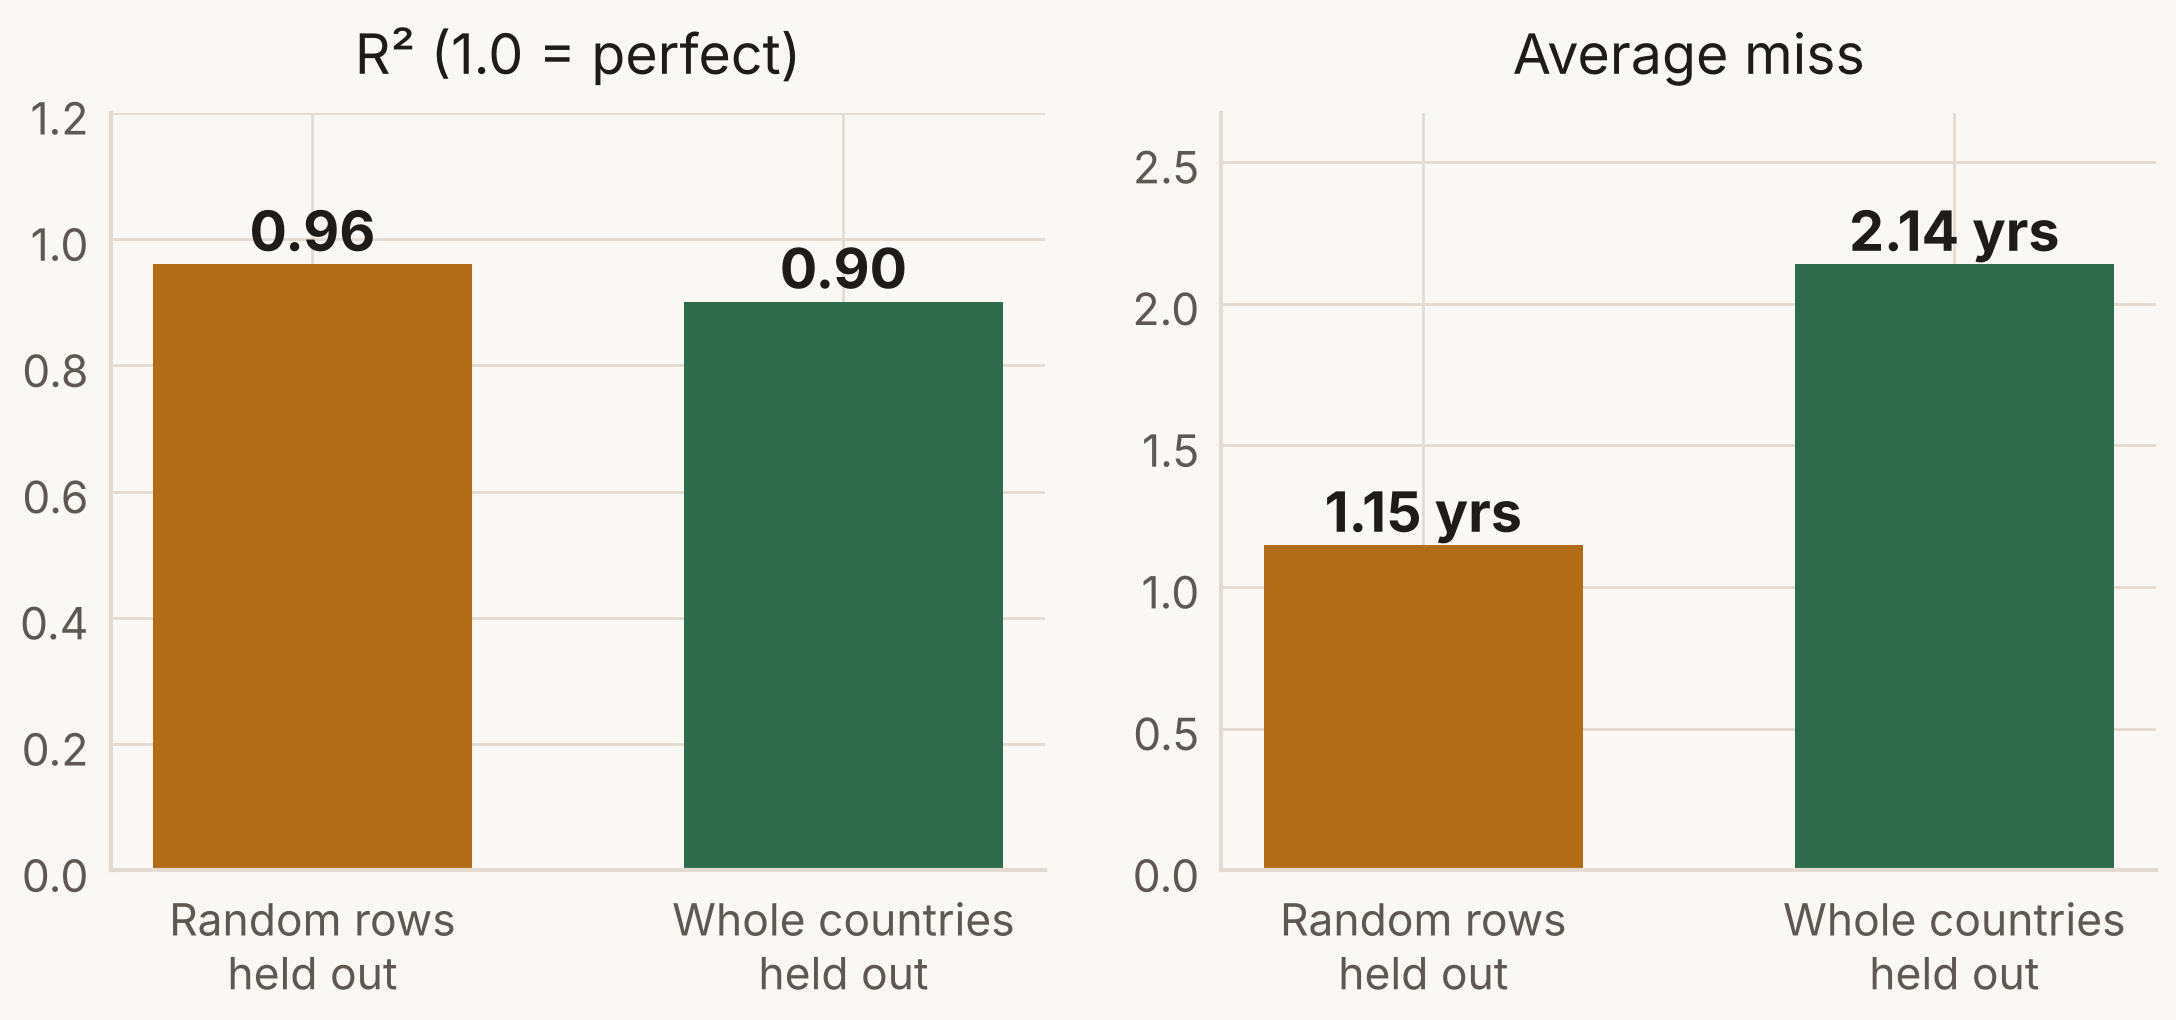 R² (1.0 = perfect)
1.2
1.0
0.8
0.6
0.4
0.2
0.0
0.96
0.90
Random rows
held out
Whole countries
held out
Average miss
2.5
2.0
1.5
1.0
0.5
0.0
1.15 yrs
2.14 yrs
Random rows
held out
Whole countries
held out